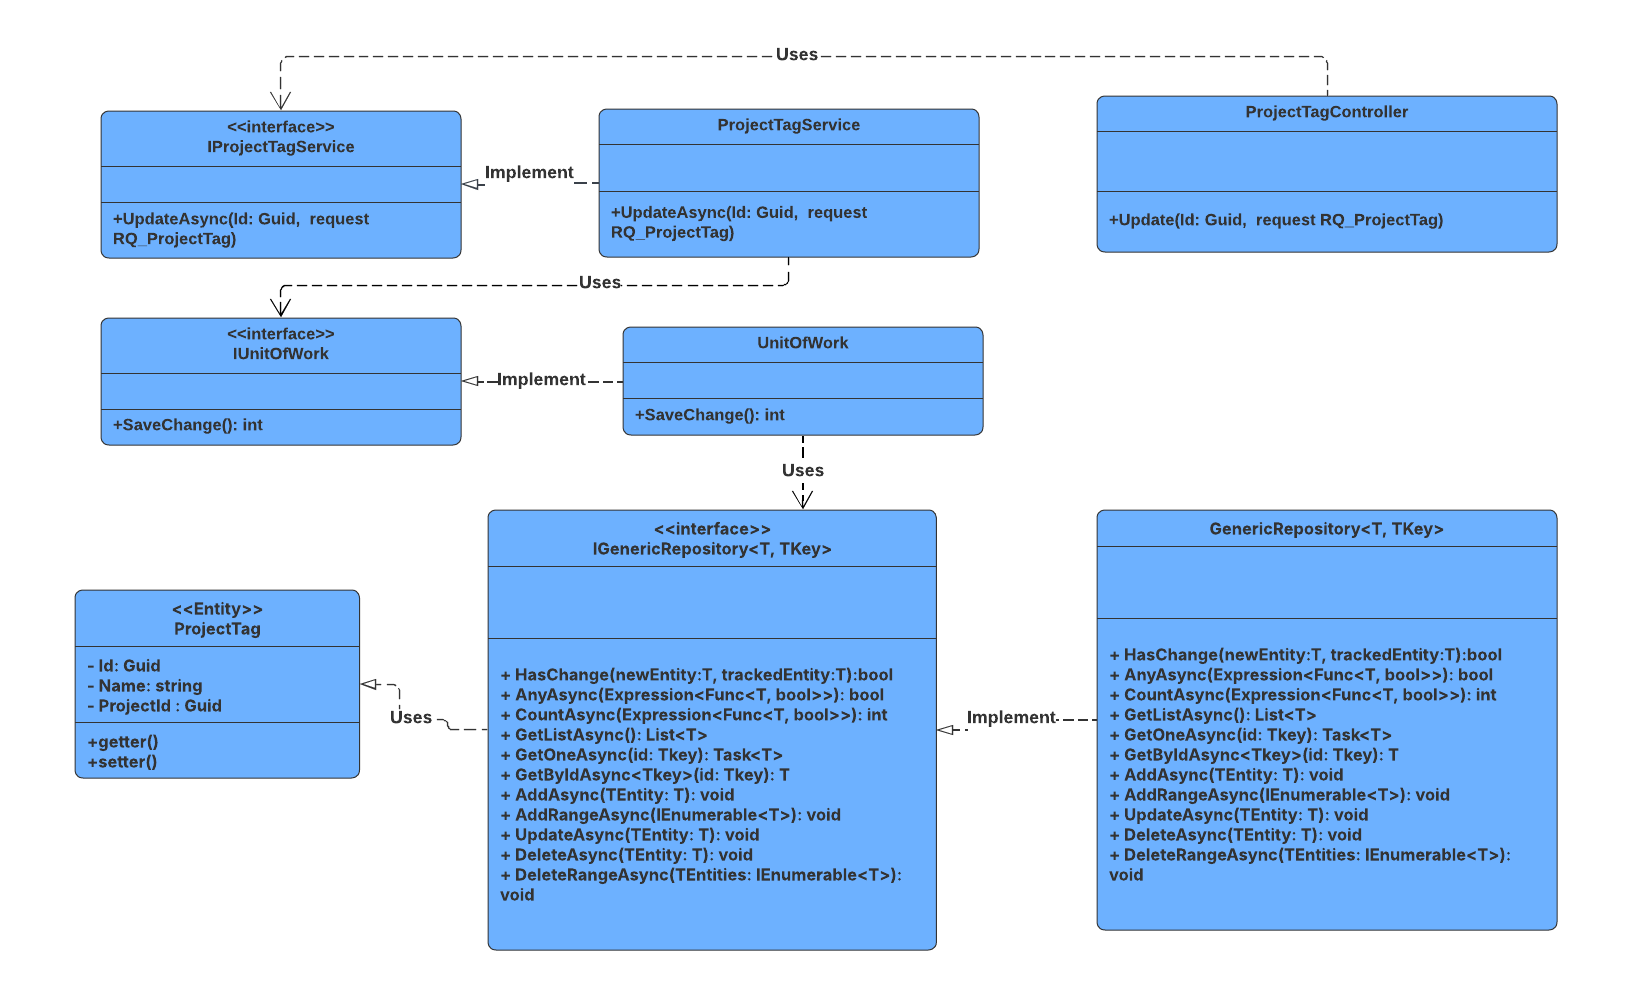 Uses
<<interface>>
IProjectTagService
+UpdateAsync(Id: Guid,  request
RQ_ProjectTag)
Implement
ProjectTagService
+UpdateAsync(Id: Guid,  request
RQ_ProjectTag)
ProjectTagController
+Update(Id: Guid,  request RQ_ProjectTag)
Uses
<<interface>>
IUnitOfWork
+SaveChange(): int
Implement
UnitOfWork
+SaveChange(): int
Uses
<<Entity>>
ProjectTag
- Id: Guid
- Name: string
- ProjectId : Guid
+getter()
+setter()
Uses
<<interface>>
IGenericRepository<T, TKey>
+ HasChange(newEntity:T, trackedEntity:T):bool
+ AnyAsync(Expression<Func<T, bool>>): bool
+ CountAsync(Expression<Func<T, bool>>): int
+ GetListAsync(): List<T>
+ GetOneAsync(id: Tkey): Task<T>
+ GetByIdAsync<Tkey>(id: Tkey): T
+ AddAsync(TEntity: T): void
+ AddRangeAsync(IEnumerable<T>): void
+ UpdateAsync(TEntity: T): void
+ DeleteAsync(TEntity: T): void
+ DeleteRangeAsync(TEntities: IEnumerable<T>):
void
Implement
GenericRepository<T, TKey>
+ HasChange(newEntity:T, trackedEntity:T):bool
+ AnyAsync(Expression<Func<T, bool>>): bool
+ CountAsync(Expression<Func<T, bool>>): int
+ GetListAsync(): List<T>
+ GetOneAsync(id: Tkey): Task<T>
+ GetByIdAsync<Tkey>(id: Tkey): T
+ AddAsync(TEntity: T): void
+ AddRangeAsync(IEnumerable<T>): void
+ UpdateAsync(TEntity: T): void
+ DeleteAsync(TEntity: T): void
+ DeleteRangeAsync(TEntities: IEnumerable<T>):
void